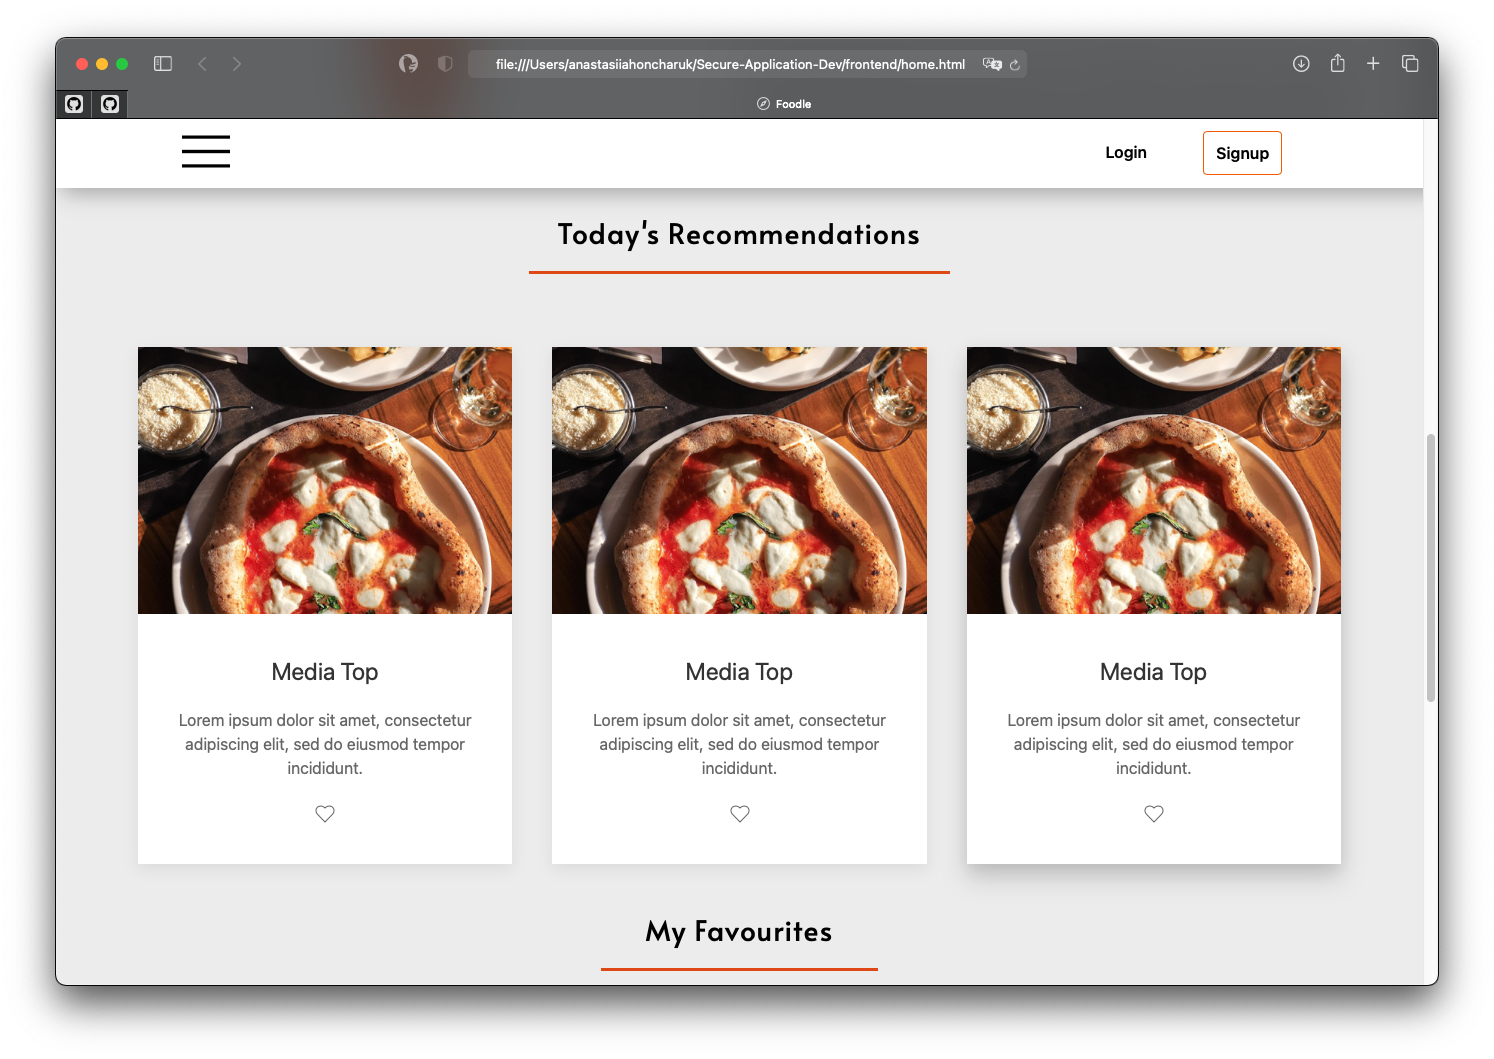 file:///Users/anastasiiahoncharuk/Secure-Application-Dev/frontend/home.html
Foodle
Login
Signup
Today's Recommendations
Media Top
Lorem ipsum dolor sit amet, consectetur
adipiscing elit, sed do eiusmod tempor
incididunt.
Media Top
Lorem ipsum dolor sit amet, consectetur
adipiscing elit, sed do eiusmod tempor
incididunt.
Media Top
Lorem ipsum dolor sit amet, consectetur
adipiscing elit, sed do eiusmod tempor
incididunt.
My Favourites